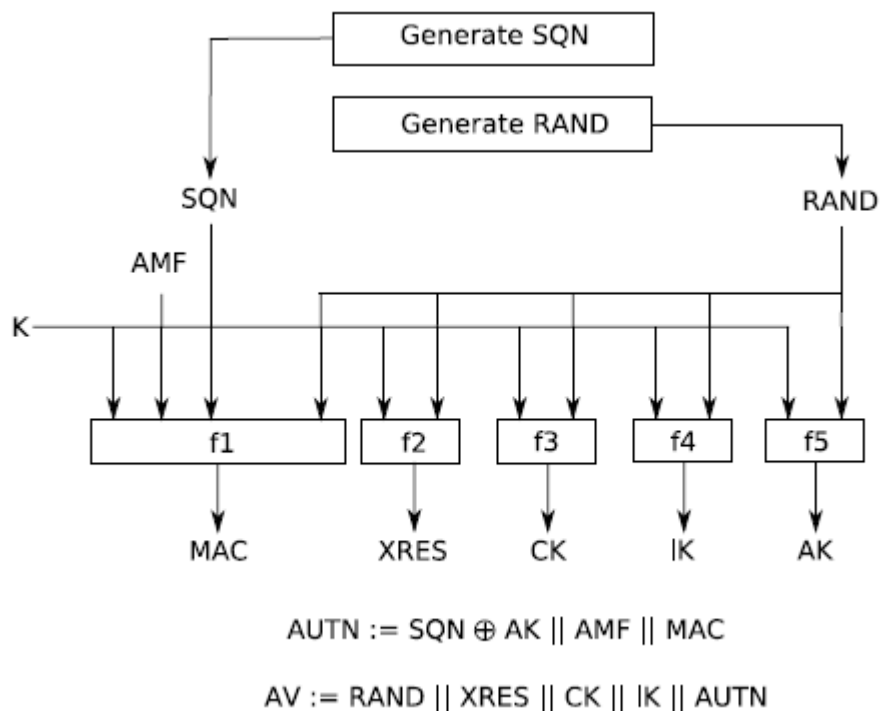 Generate SQN
Generate RAND
SQN
RAND
AMF
K
f1
f2
f3
f4
f5
MAC
XRES
CK
IK
AK
AUTN := SQN ⊕ AK || AMF || MAC
AV := RAND || XRES || CK || IK || AUTN